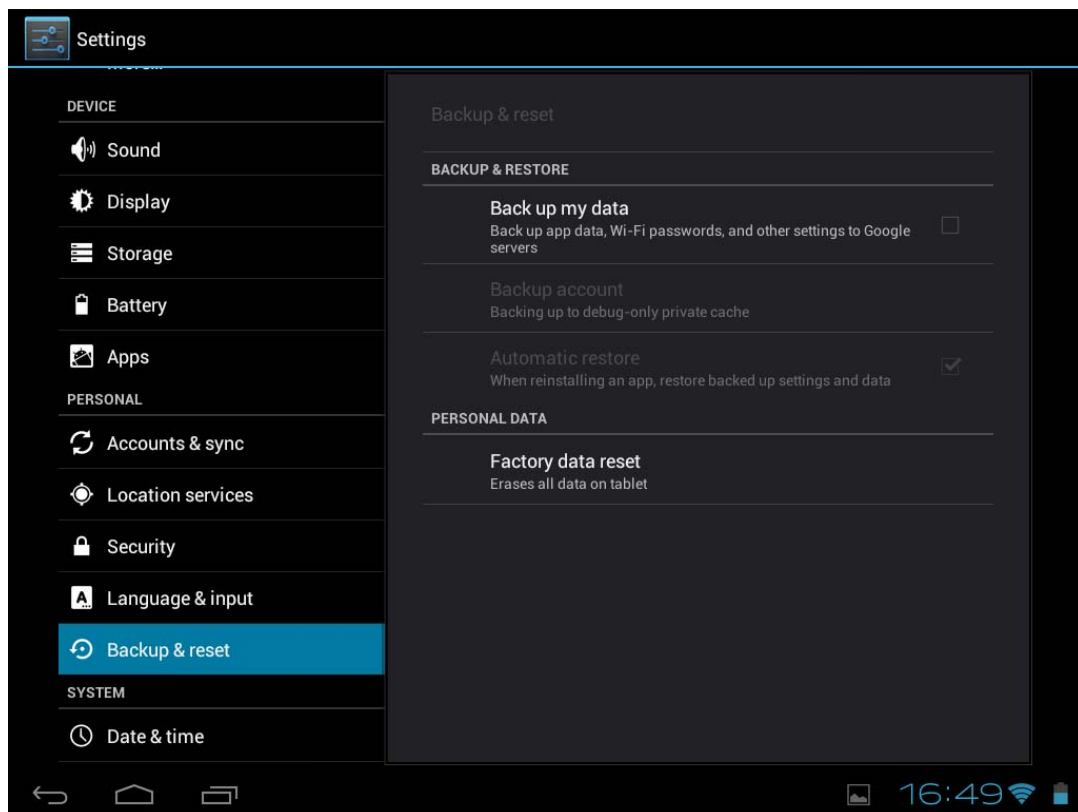 Settings
DEVICE
Sound
Display
Storage
Battery
Apps
PERSONAL
Accounts & sync
Location services
Security
Language & input
Backup & reset
SYSTEM
Date & time
Backup & reset
BACKUP & RESTORE
Back up my data
Back up app data, Wi-Fi passwords, and other settings to Google
servers
Backup account
Backing up to debug-only private cache
Automatic restore
When reinstalling an app, restore backed up settings and data
PERSONAL DATA
Factory data reset
Erases all data on tablet
16:49